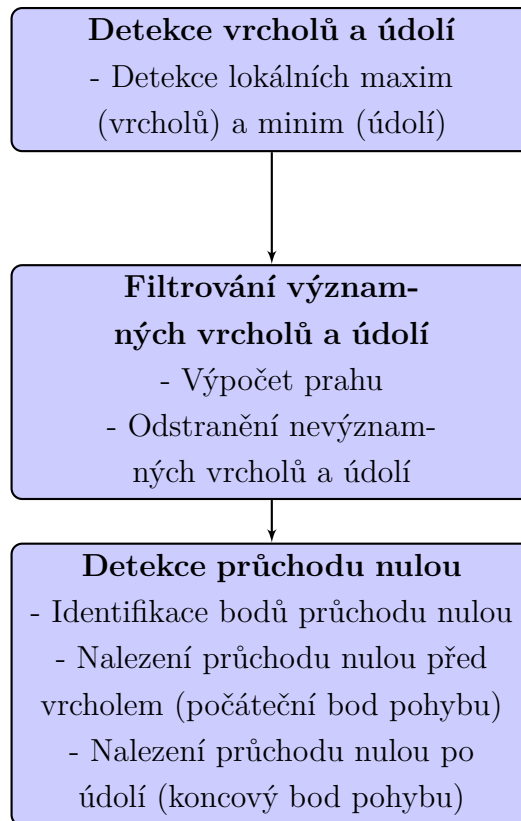 Detekce vrcholů a údolí
- Detekce lokálních maxim
(vrcholů) a minim (údolí)
Filtrování význam-
ných vrcholů a údolí
- Výpočet prahu
- Odstranění nevýznam-
ných vrcholů a údolí
Detekce průchodu nulou
- Identifikace bodů průchodu nulou
- Nalezení průchodu nulou před
vrcholem (počáteční bod pohybu)
- Nalezení průchodu nulou po
údolí (koncový bod pohybu)